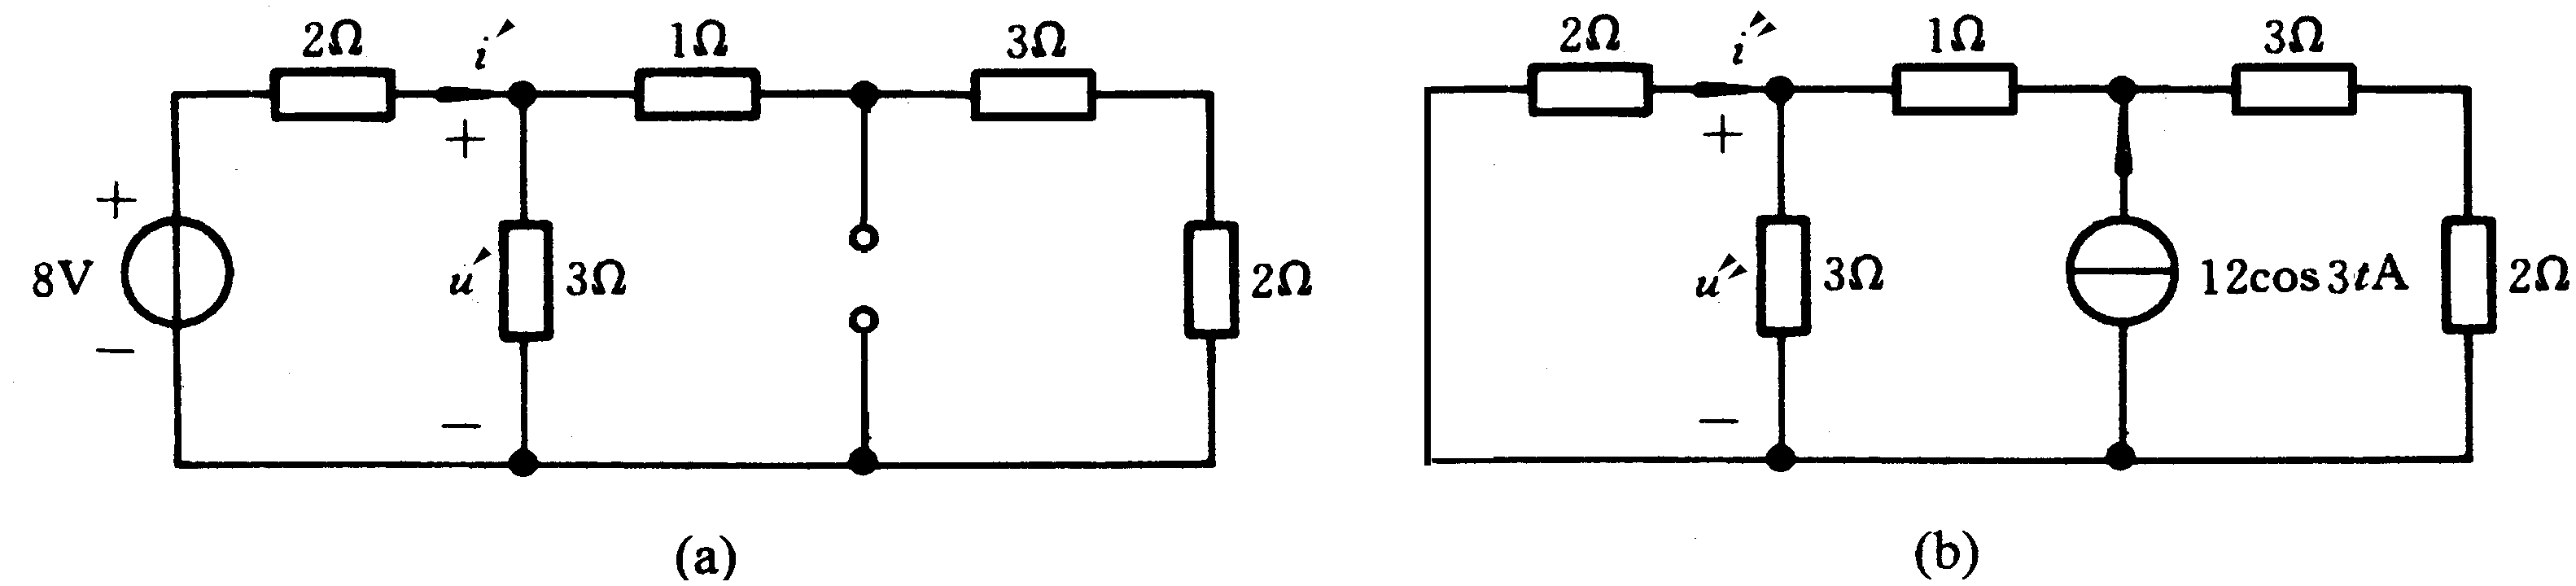 2Ω i′ 1Ω 3Ω
+
+
8V u′ 3Ω 2Ω
−
−
(a)
2Ω i″ 1Ω 3Ω
+
u″ 3Ω 12cos3tA 2Ω
−
(b)